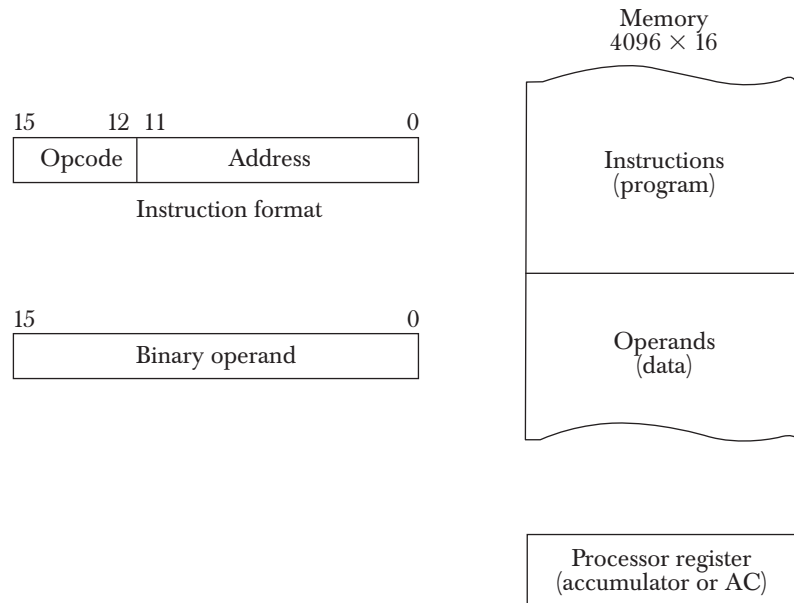 Memory
4096 × 16
15 12 11 0
Opcode Address
Instruction format
Instructions
(program)
15 0
Binary operand
Operands
(data)
Processor register
(accumulator or AC)